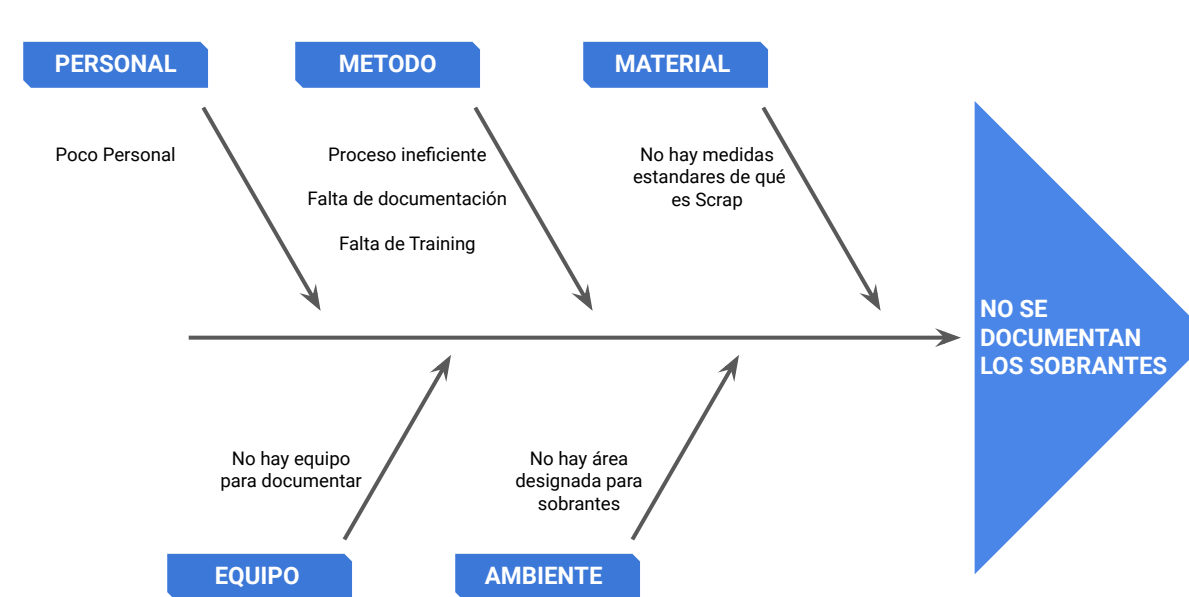 PERSONAL
METODO
MATERIAL
Poco Personal
Proceso ineficiente
Falta de documentación
Falta de Training
No hay medidas
estandares de qué
es Scrap
NO SE
DOCUMENTAN
LOS SOBRANTES
No hay equipo
para documentar
No hay área
designada para
sobrantes
EQUIPO
AMBIENTE